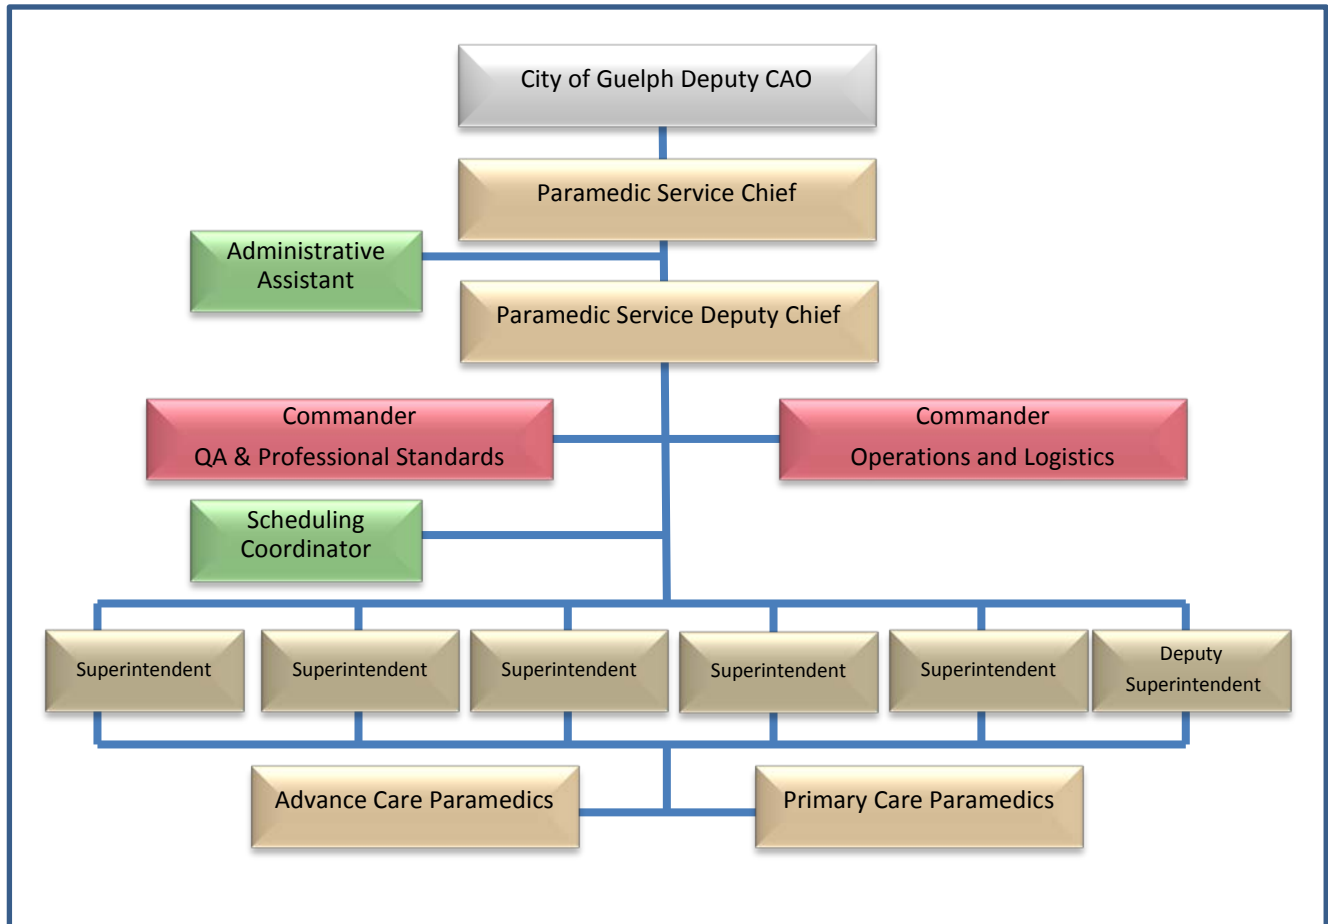 City of Guelph Deputy CAO
Paramedic Service Chief
Administrative
Assistant
Paramedic Service Deputy Chief
Commander
QA & Professional Standards
Commander
Operations and Logistics
Scheduling
Coordinator
Superintendent
Superintendent
Superintendent
Superintendent
Superintendent
Deputy
Superintendent
Advance Care Paramedics
Primary Care Paramedics